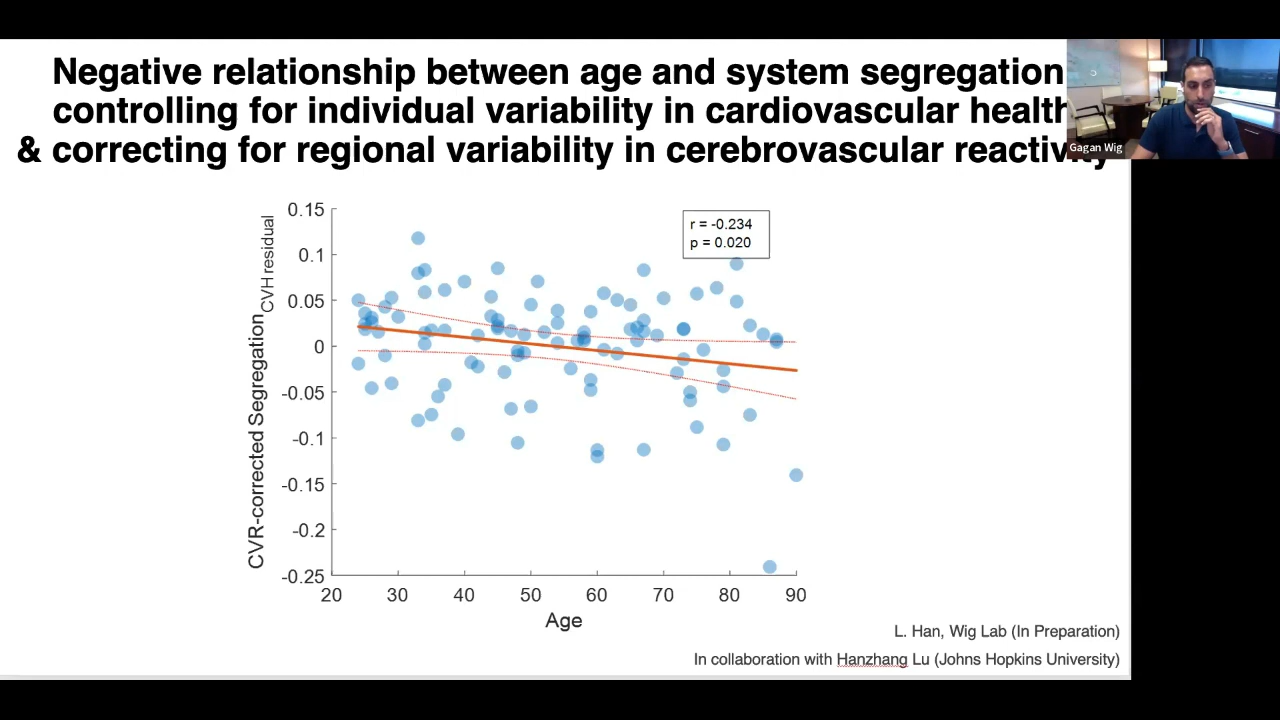 Negative relationship between age and system segregation
controlling for individual variability in cardiovascular health
& correcting for regional variability in cerebrovascular reactivity
Gagan Wig
CVR-corrected Segregation CVH residual
0.15
0.1
0.05
0
-0.05
-0.1
-0.15
-0.2
-0.25
r = -0.234
p = 0.020
20 30 40 50 60 70 80 90
Age
L. Han, Wig Lab (In Preparation)
In collaboration with Hanzhang Lu (Johns Hopkins University)